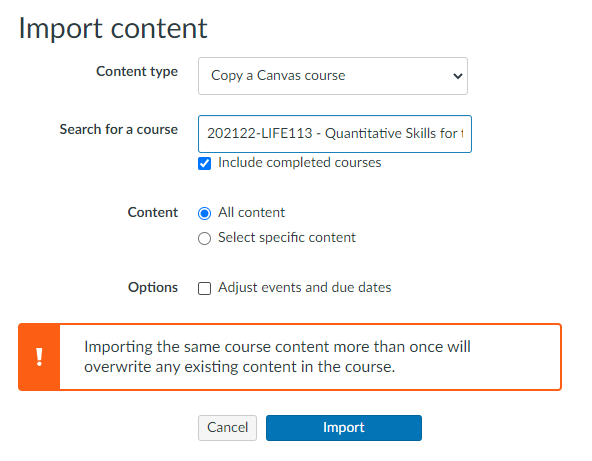 Import content
Content type
Copy a Canvas course
Search for a course
202122-LIFE113 - Quantitative Skills for
Include completed courses
Content
All content
Select specific content
Options
Adjust events and due dates
!
Importing the same course content more than once will
overwrite any existing content in the course.
Cancel
Import